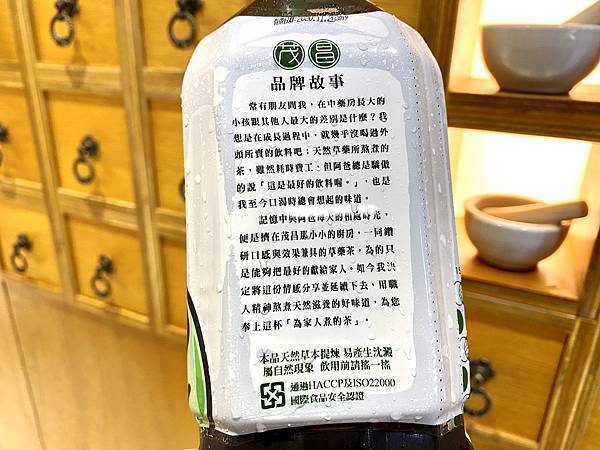 茂昌
品牌故事
常有朋友問我，在中藥房長大的
小孩跟其他人最大的差別是什麼？我
想是在成長過程中，就幾乎沒喝過外
頭所賣的飲料吧；天然草藥所熬煮的
茶，雖然耗時費工，但阿爸總是驕傲
的說「這是最好的飲料喔。」，也是
我至今口渴時總會想起的味道。
記憶中與阿爸每天的相處時光，
便是擠在茂昌那小小的廚房，一同鑽
研口感與效果兼具的草藥茶，為的只
是能夠把最好的獻給家人。如今我決
定將這份情感分享並延續下去，用職
人精神熬煮天然滋養的好味道，為您
奉上這杯「為家人煮的茶」。
本品天然草本提煉 易產生沈澱
屬自然現象 飲用前請搖一搖
通過HACCP及ISO22000
國際食品安全認證